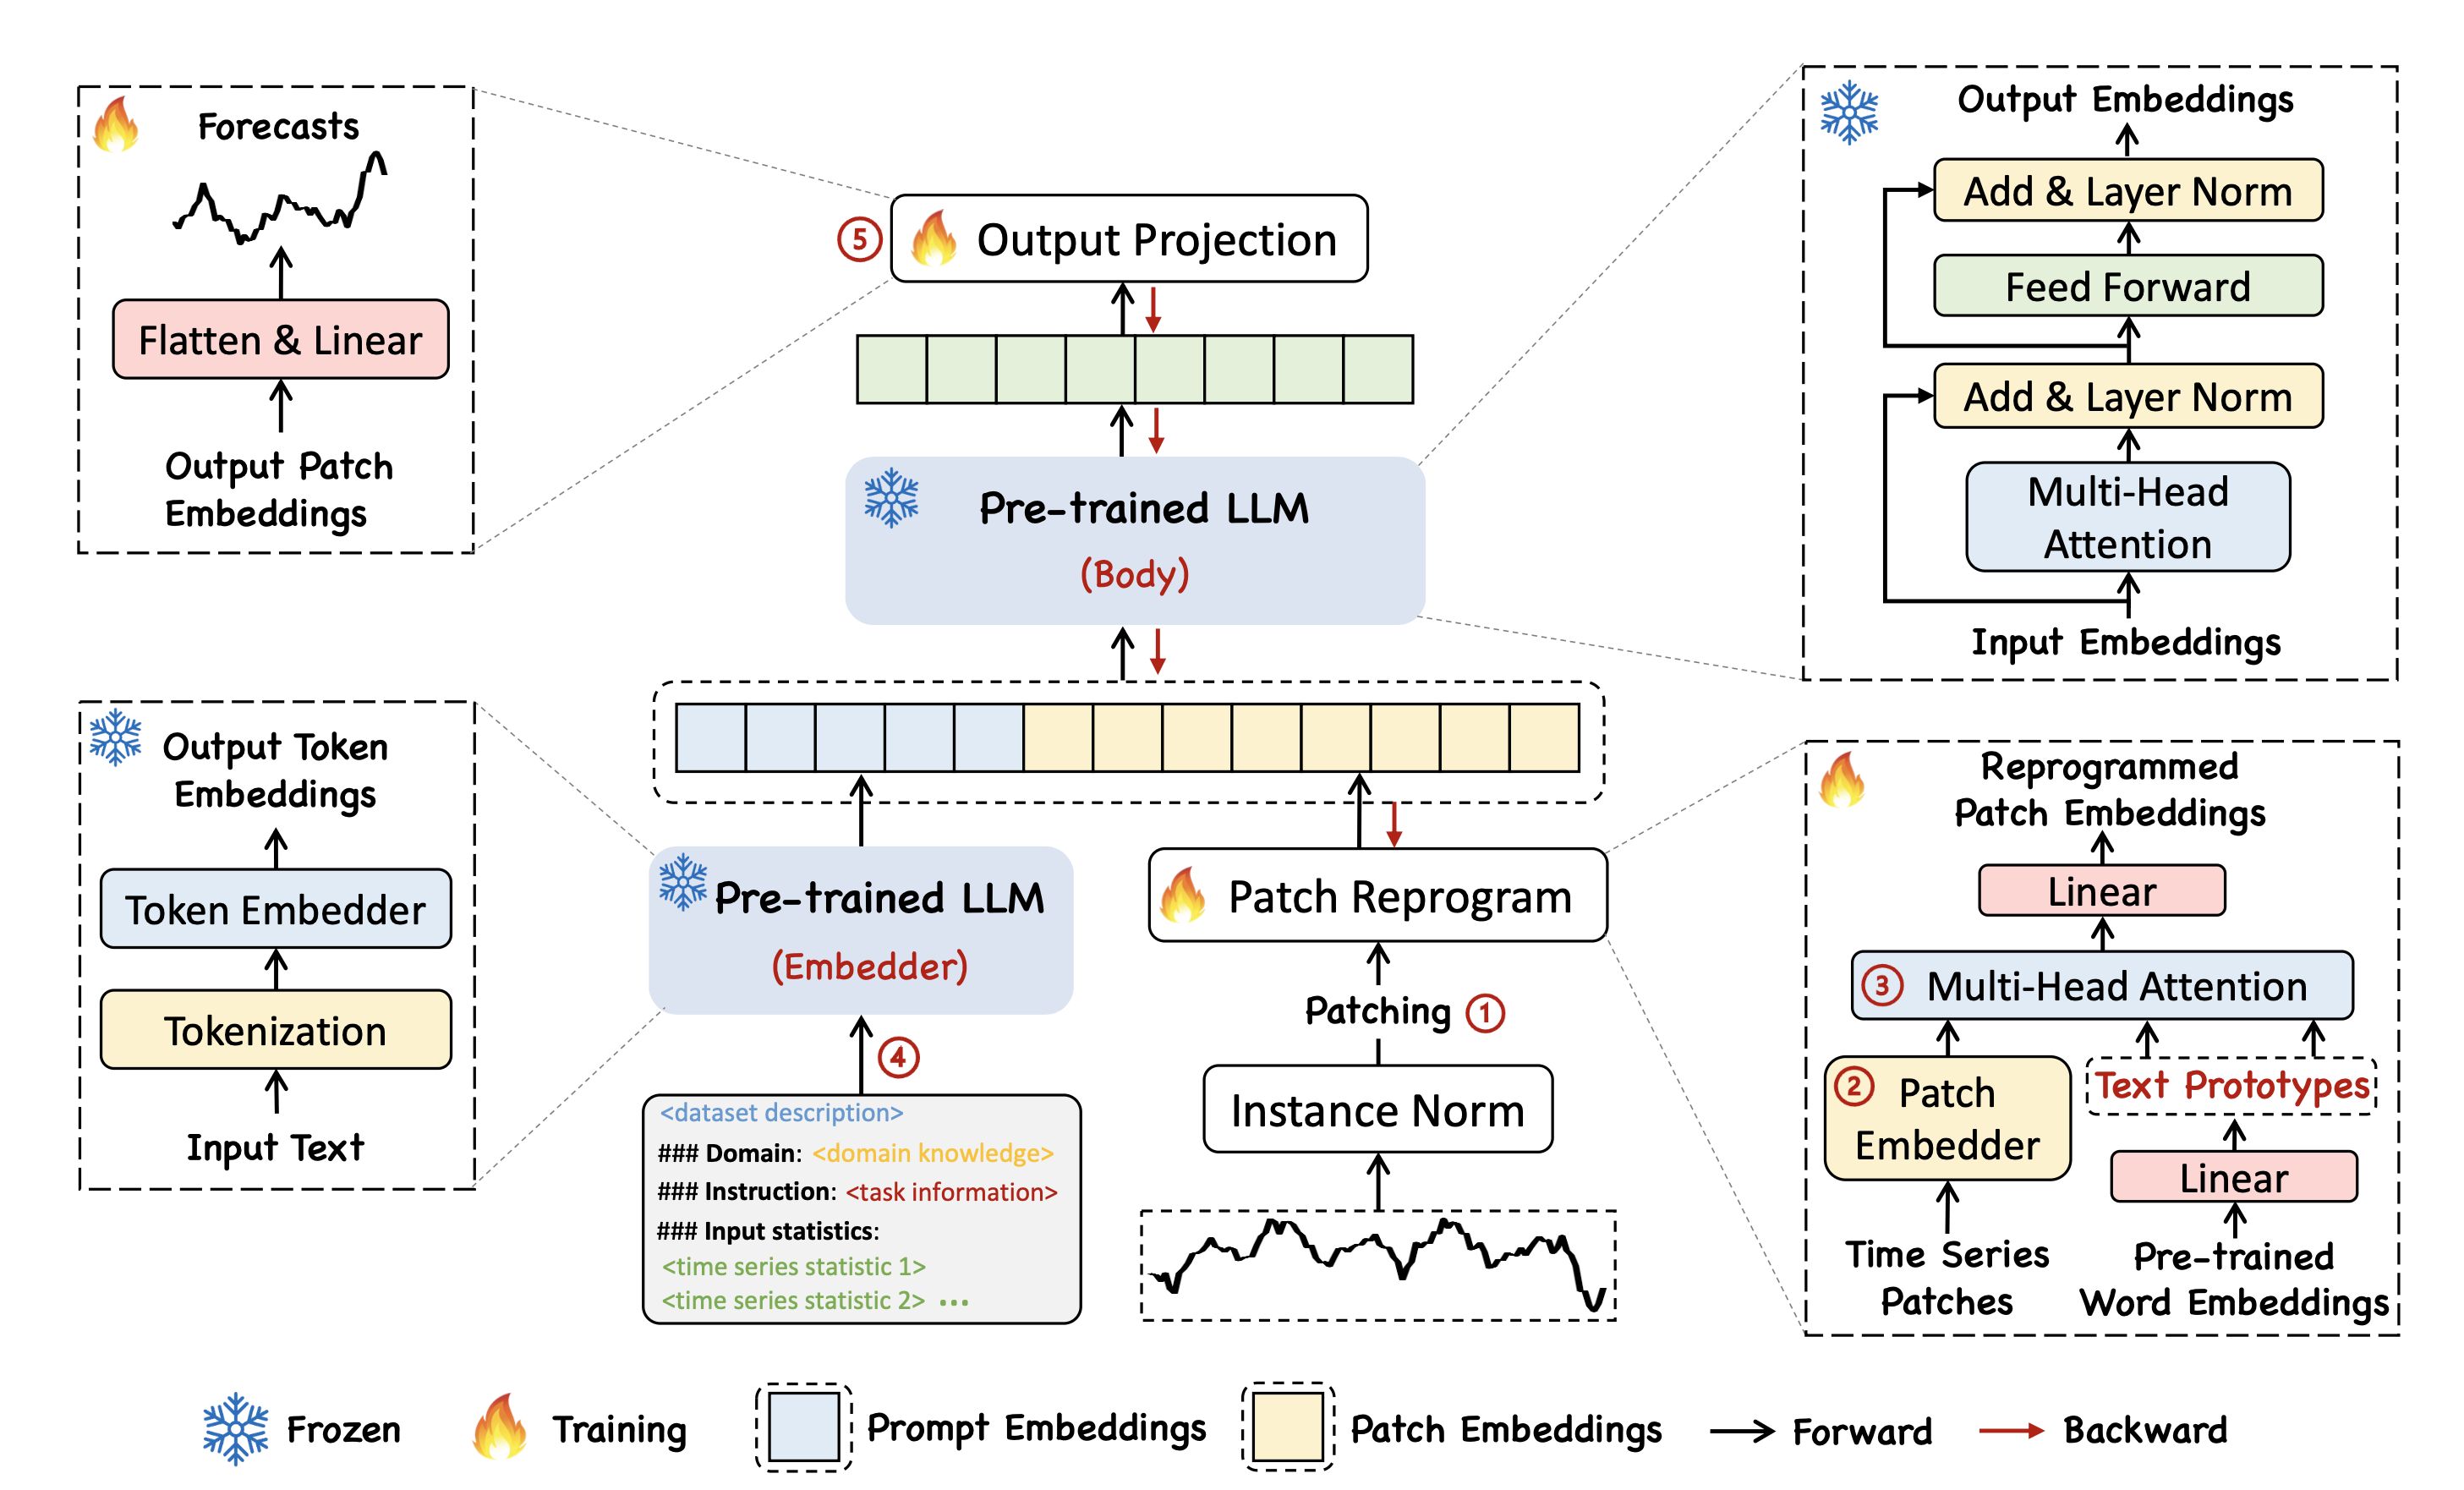 Forecasts
Flatten & Linear
Output Patch
Embeddings
5
Output Projection
Pre-trained LLM
(Body)
Output Embeddings
Add & Layer Norm
Feed Forward
Add & Layer Norm
Multi-Head
Attention
Input Embeddings
Output Token
Embeddings
Token Embedder
Tokenization
Input Text
Pre-trained LLM
(Embedder)
4
<dataset description>
### Domain: <domain knowledge>
### Instruction: <task information>
### Input statistics:
<time series statistic 1>
<time series statistic 2> ...
Patch Reprogram
Patching 1
Instance Norm
Reprogrammed
Patch Embeddings
Linear
3 Multi-Head Attention
2 Patch
Embedder
Text Prototypes
Linear
Time Series
Patches
Pre-trained
Word Embeddings
Frozen
Training
Prompt Embeddings
Patch Embeddings
Forward
Backward